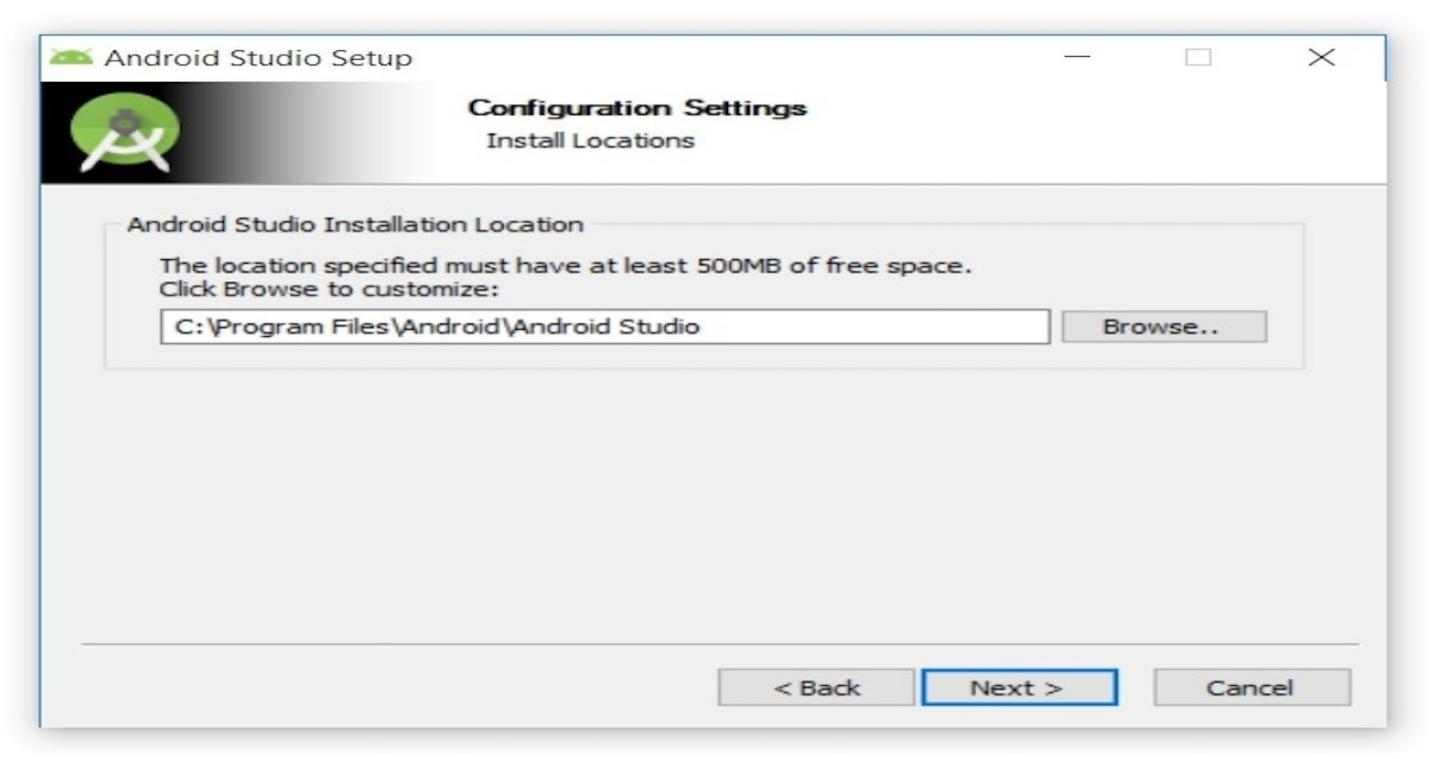 Android Studio Setup
Configuration Settings
Install Locations
Android Studio Installation Location
The location specified must have at least 500MB of free space.
Click Browse to customize:
C:\Program Files\Android\Android Studio
Browse..
< Back
Next >
Cancel